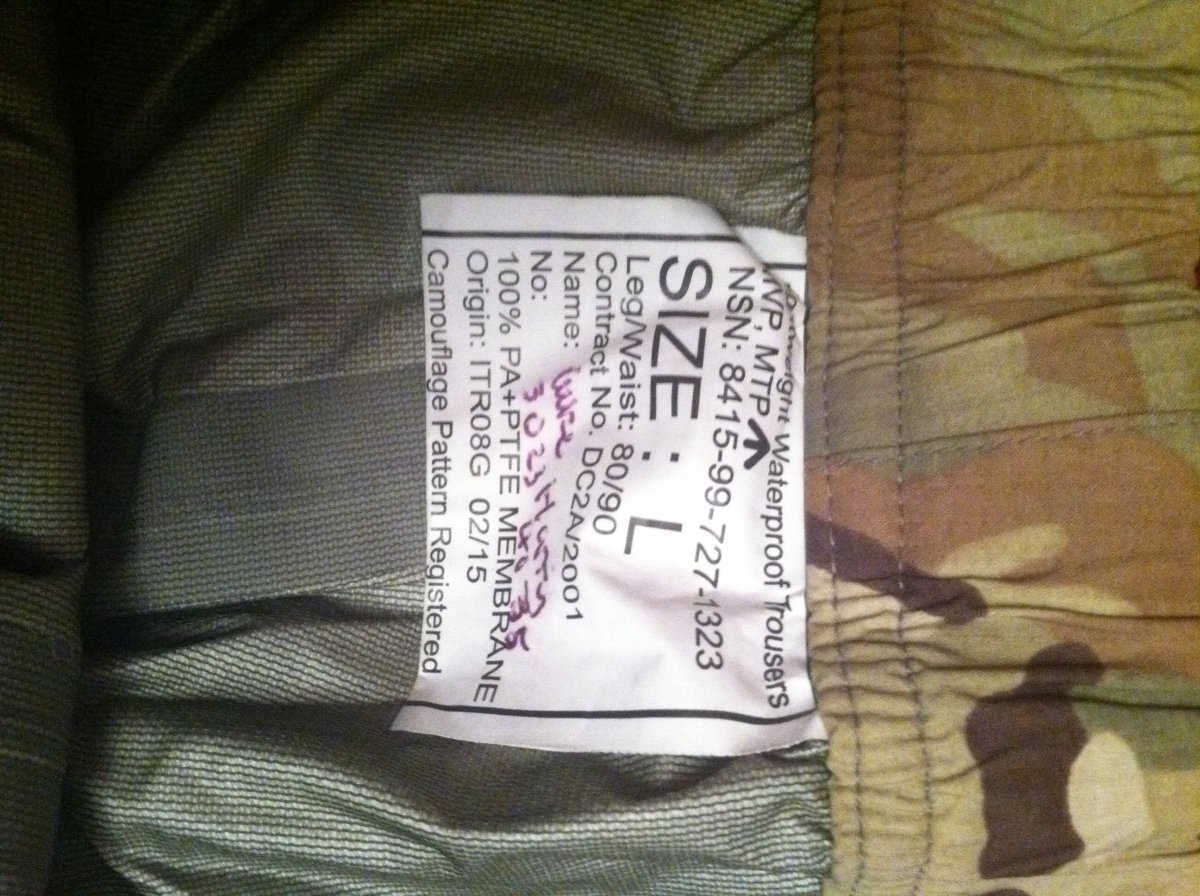 Waterproof Trousers
MVP, MTP
NSN: 8415-99-727-1323
SIZE : L
Leg/Waist: 80/90
Contract No. DC2A/2001
Name:
No:
100% PA+PTFE MEMBRANE
Origin: ITR08G 02/15
Camouflage Pattern Registered